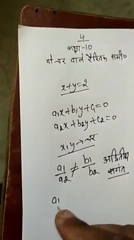 4
कक्षा-10
दो चर वाले रैखिक समी०
x+y=2
a₁x+b₁y+c₁=0
a₂x+b₂y+c₂=0
x,y→चर
a₁/a₂ ≠ b₁/b₂ अद्वितीय
a₁